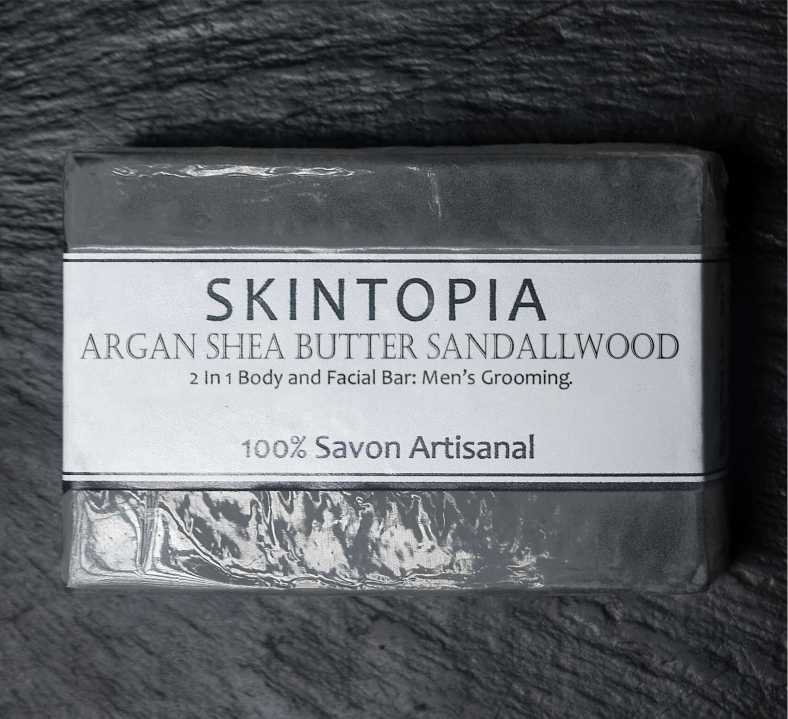 SKINTOPIA
ARGAN SHEA BUTTER SANDALLWOOD
2 In 1 Body and Facial Bar: Men's Grooming.
100% Savon Artisanal